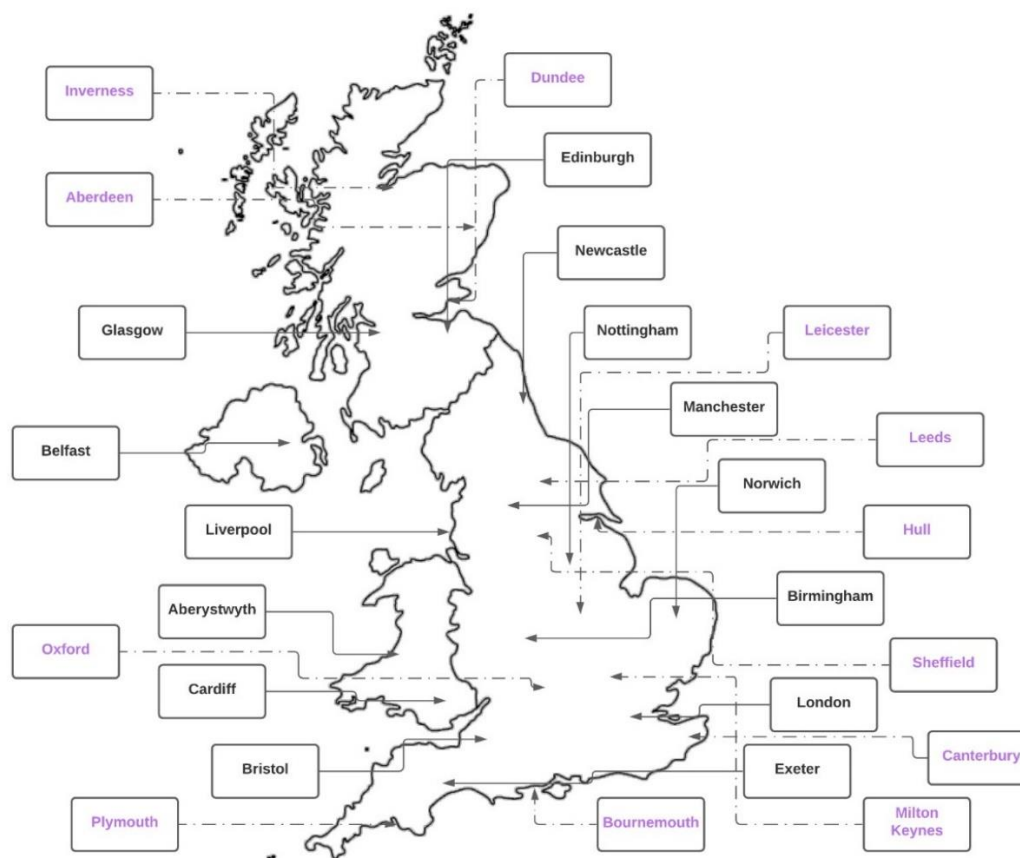 Dundee
Inverness
Edinburgh
Aberdeen
Newcastle
Glasgow
Nottingham
Leicester
Manchester
Belfast
Leeds
Norwich
Liverpool
Hull
Birmingham
Aberystwyth
Oxford
Sheffield
Cardiff
London
Bristol
Exeter
Canterbury
Plymouth
Bournemouth
Milton
Keynes